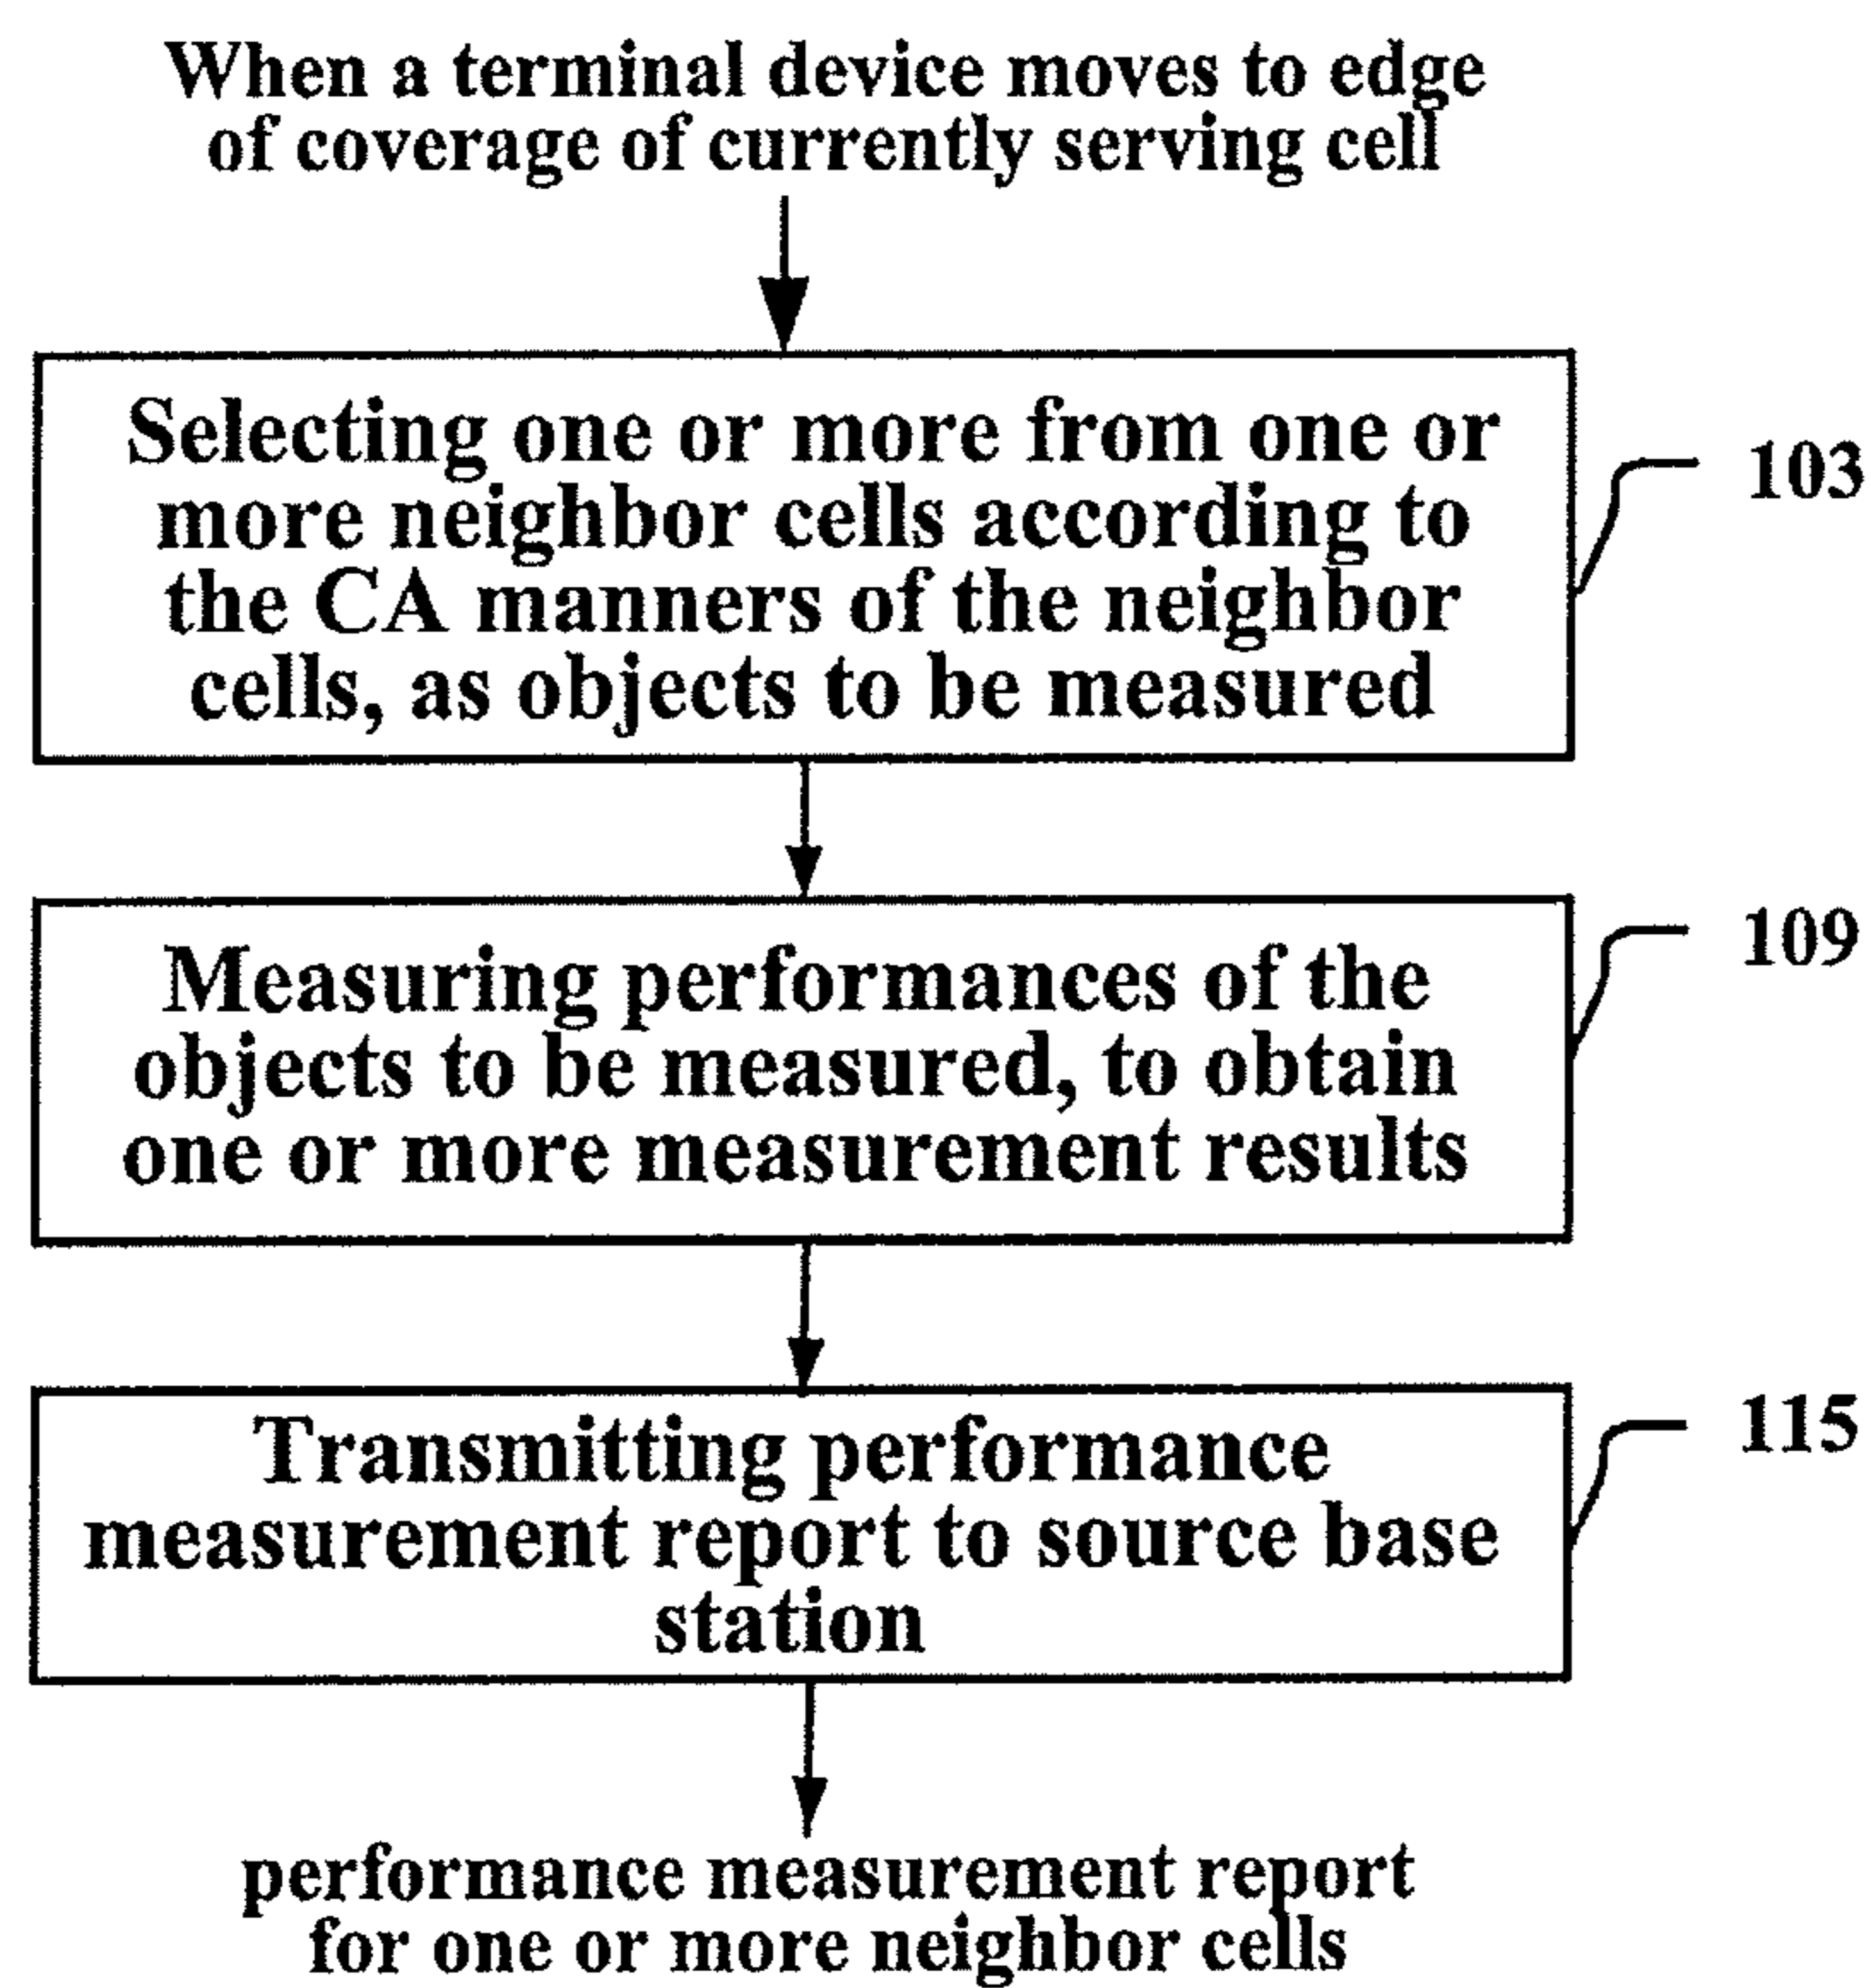 When a terminal device moves to edge
of coverage of currently serving cell
Selecting one or more from one or
more neighbor cells according to
the CA manners of the neighbor
cells, as objects to be measured
103
Measuring performances of the
objects to be measured, to obtain
one or more measurement results
109
Transmitting performance
measurement report to source base
station
115
performance measurement report
for one or more neighbor cells